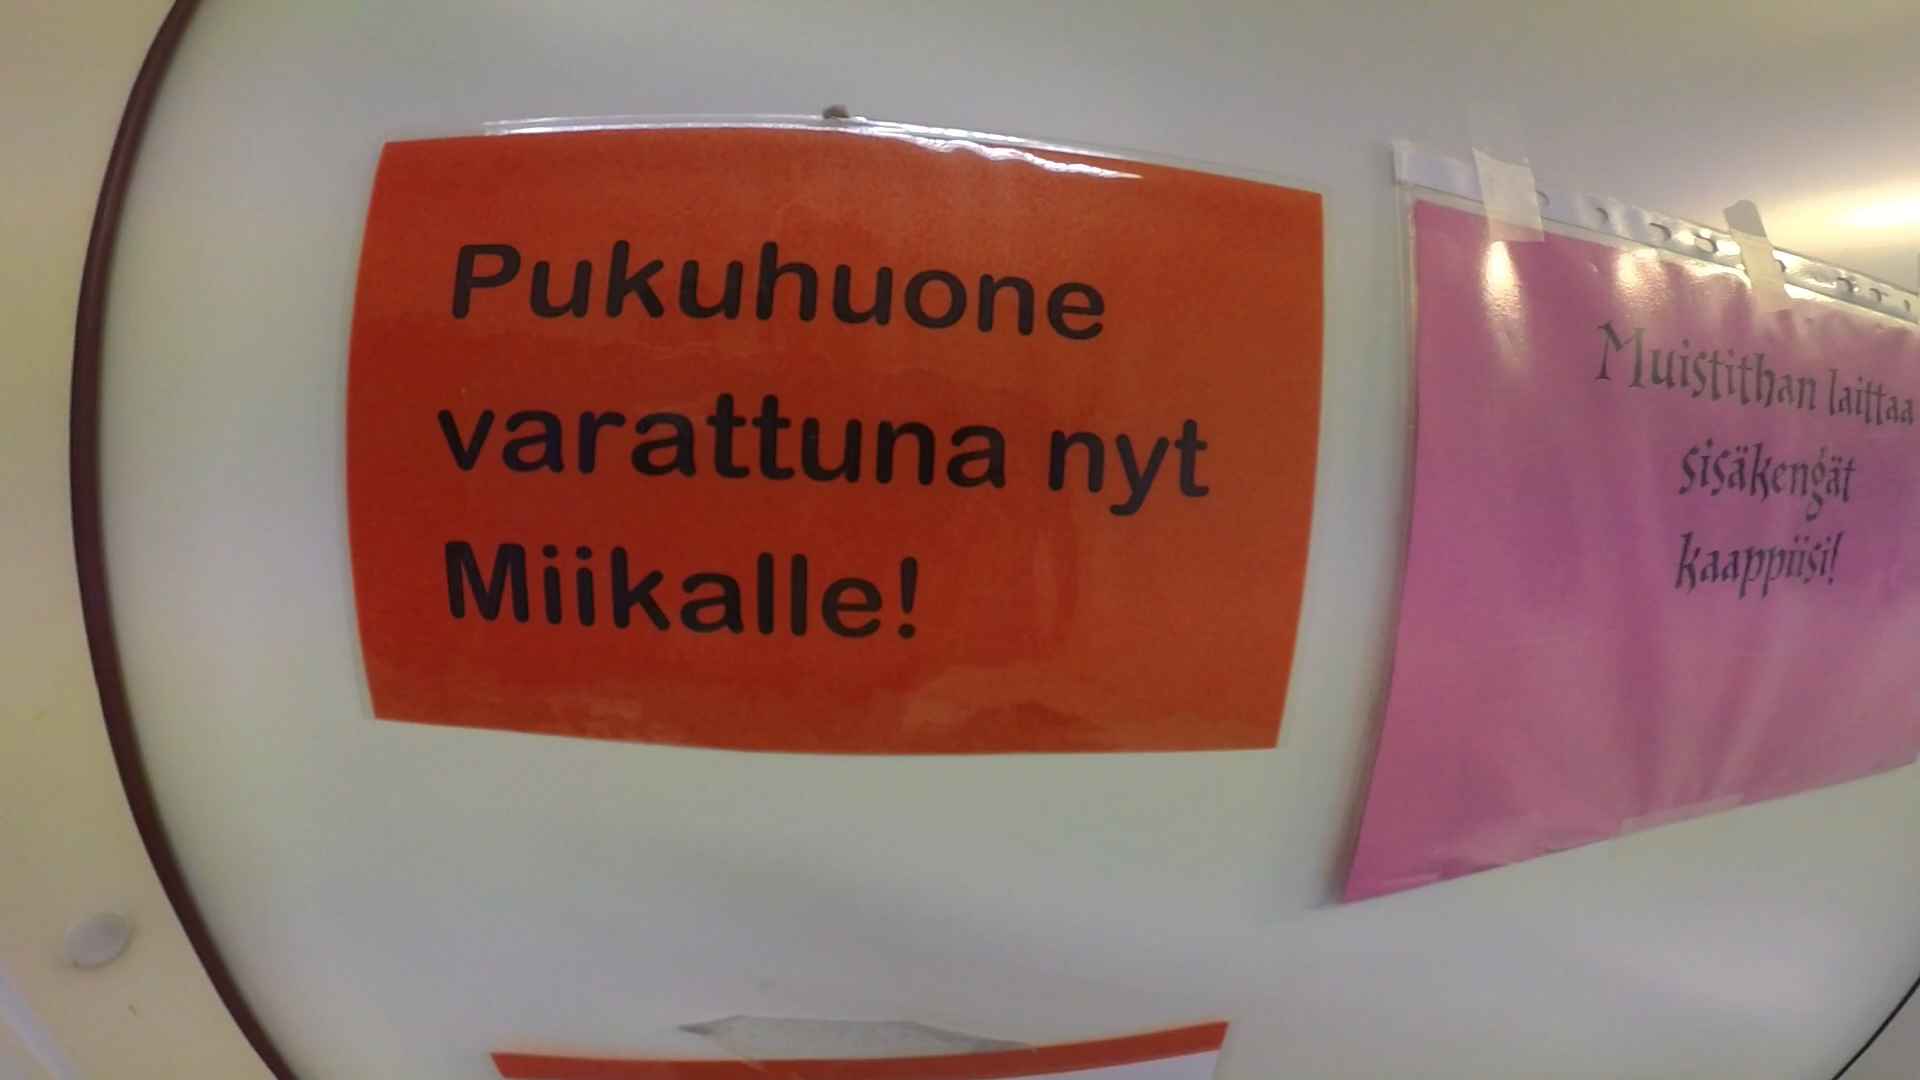 Pukuhuone
varattuna nyt
Miikalle!
Muistithan laittaa
sisäkengät
kaappiisi!